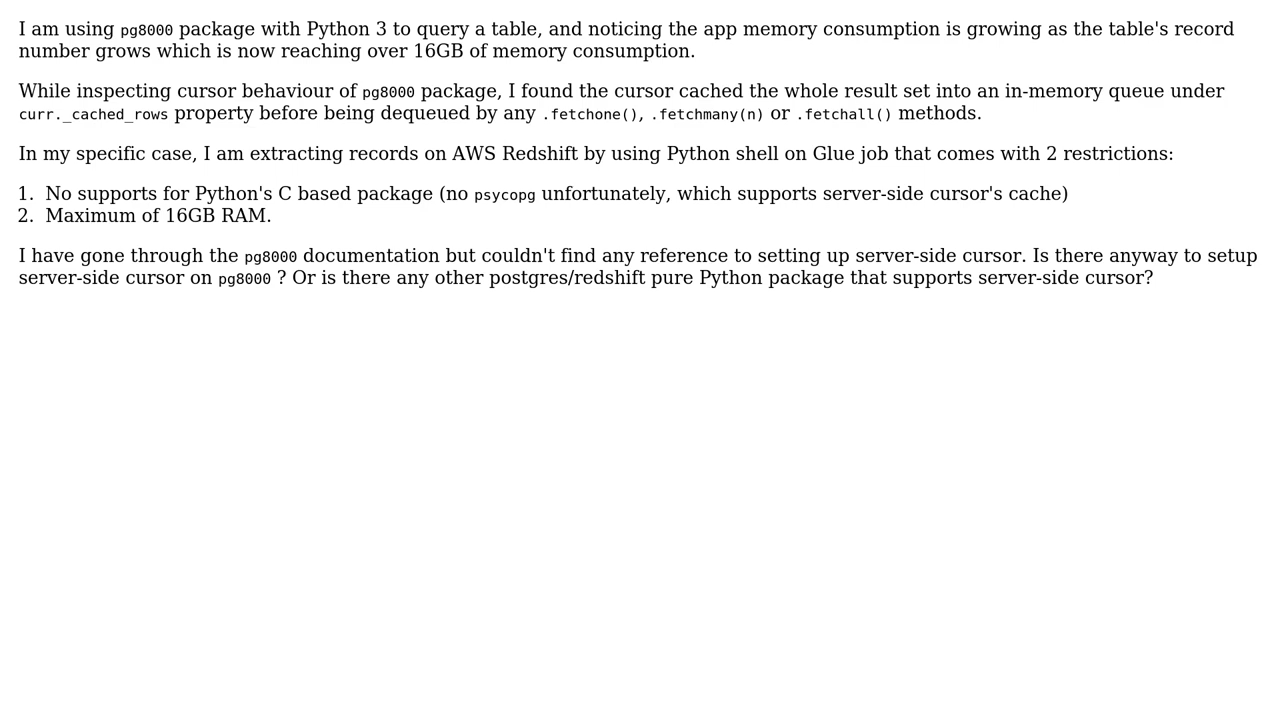 I am using pg8000 package with Python 3 to query a table, and noticing the app memory consumption is growing as the table's record
number grows which is now reaching over 16GB of memory consumption.
While inspecting cursor behaviour of pg8000 package, I found the cursor cached the whole result set into an in-memory queue under
curr._cached_rows property before being dequeued by any .fetchone(), .fetchmany(n) or .fetchall() methods.
In my specific case, I am extracting records on AWS Redshift by using Python shell on Glue job that comes with 2 restrictions:
1. No supports for Python's C based package (no psycopg unfortunately, which supports server-side cursor's cache)
2. Maximum of 16GB RAM.
I have gone through the pg8000 documentation but couldn't find any reference to setting up server-side cursor. Is there anyway to setup
server-side cursor on pg8000 ? Or is there any other postgres/redshift pure Python package that supports server-side cursor?